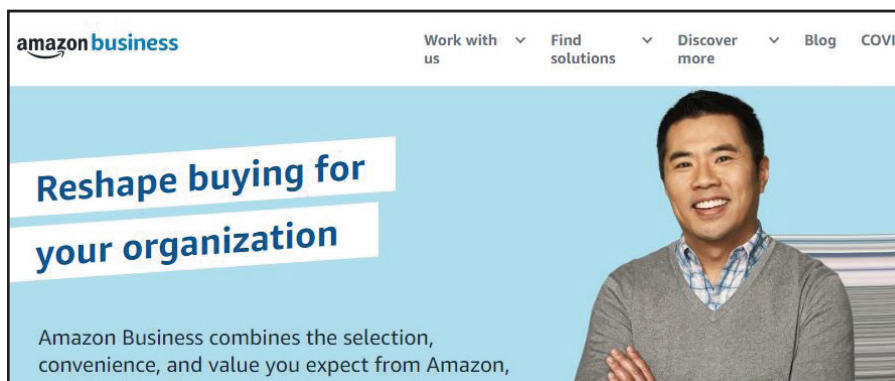 amazon business
Work with us
Find solutions
Discover more
Blog
COVI
Reshape buying for
your organization
Amazon Business combines the selection,
convenience, and value you expect from Amazon,